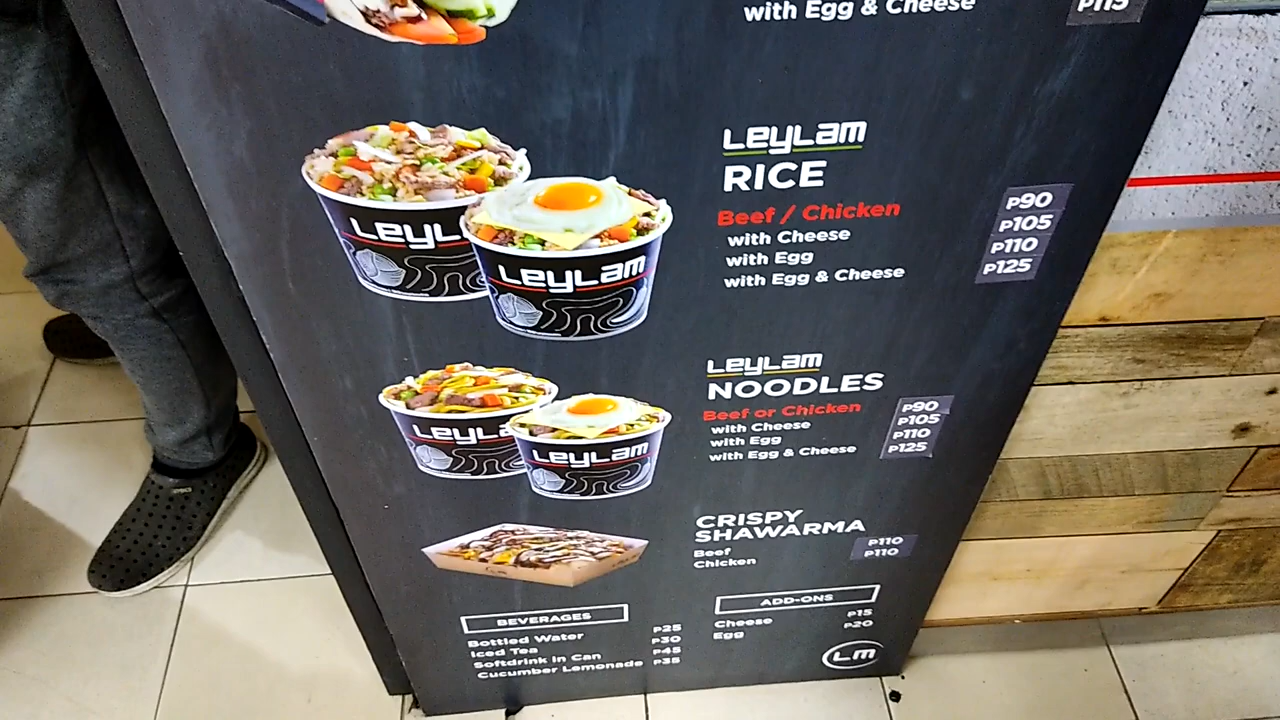 with Egg & Cheese P115
LEYLAM
RICE
Beef / Chicken P90
with Cheese P105
with Egg P110
with Egg & Cheese P125
LEYL
LEYLAM
LEYLAM
NOODLES
Beef or Chicken P90
with Cheese P105
with Egg P110
with Egg & Cheese P125
LEYLA
LEYLAM
CRISPY
SHAWARMA
Beef P110
Chicken P110
BEVERAGES
Bottled Water P25
Iced Tea P30
Softdrink in Can P45
Cucumber Lemonade P35
ADD-ONS
Cheese P15
Egg P20
LM